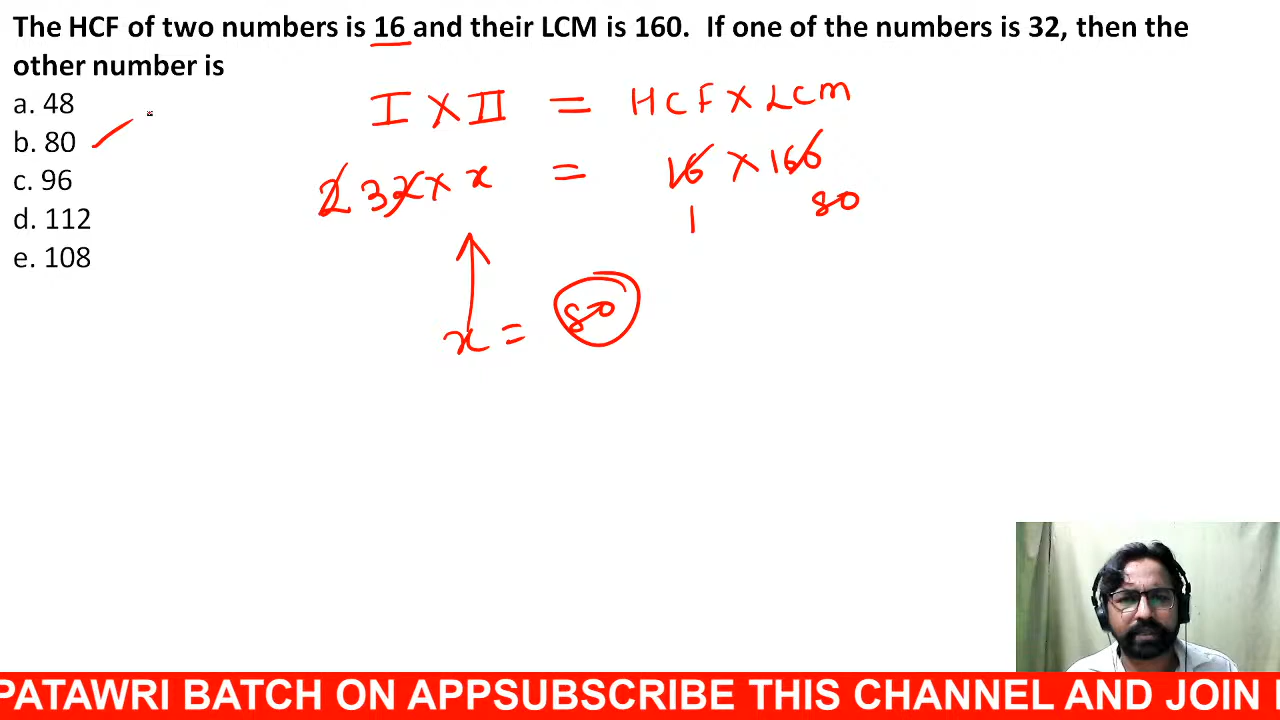 The HCF of two numbers is 16 and their LCM is 160. If one of the numbers is 32, then the
other number is
a. 48
b. 80
c. 96
d. 112
e. 108
I X II = HCF X LCM
2 32 X x = 16 X 160
1 80
x = 80
PATAWRI BATCH ON APPSUBSCRIBE THIS CHANNEL AND JOIN